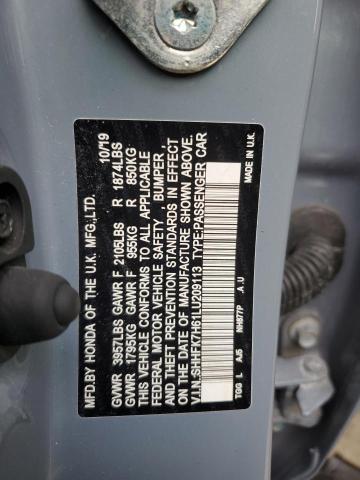 MFD.BY HONDA OF THE U.K. MFG.,LTD. 10/19
GVWR 3957LBS GAWR F 2105LBS R 1874LBS
GVWR 1795KG GAWR F 955KG R 850KG
THIS VEHICLE CONFORMS TO ALL APPLICABLE
FEDERAL MOTOR VEHICLE SAFETY , BUMPER ,
AND THEFT PREVENTION STANDARDS IN EFFECT
ON THE DATE OF MANUFACTURE SHOWN ABOVE.
V.I.N.:SHHFK7H61LU209113 TYPE:PASSENGER CAR
TGG L AJ5 NH877P .A.U MADE IN U.K.